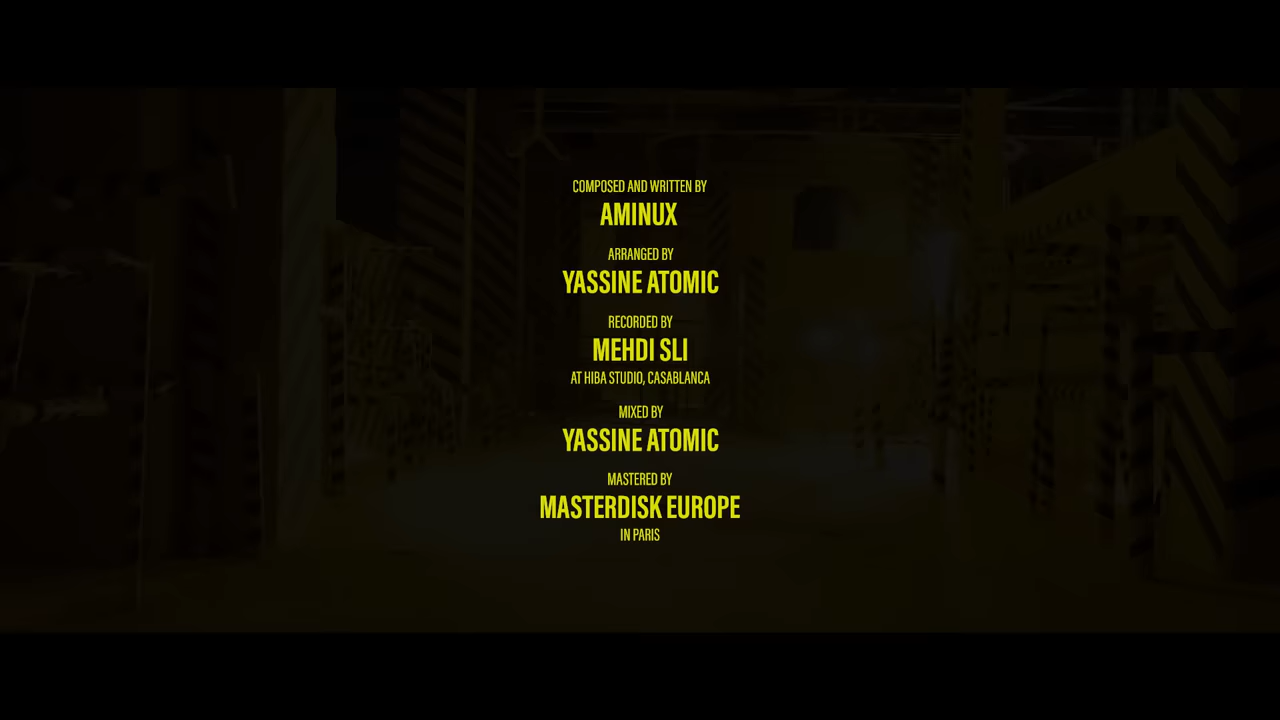 COMPOSED AND WRITTEN BY
AMINUX
ARRANGED BY
YASSINE ATOMIC
RECORDED BY
MEHDI SLI
AT HIBA STUDIO, CASABLANCA
MIXED BY
YASSINE ATOMIC
MASTERED BY
MASTERDISK EUROPE
IN PARIS